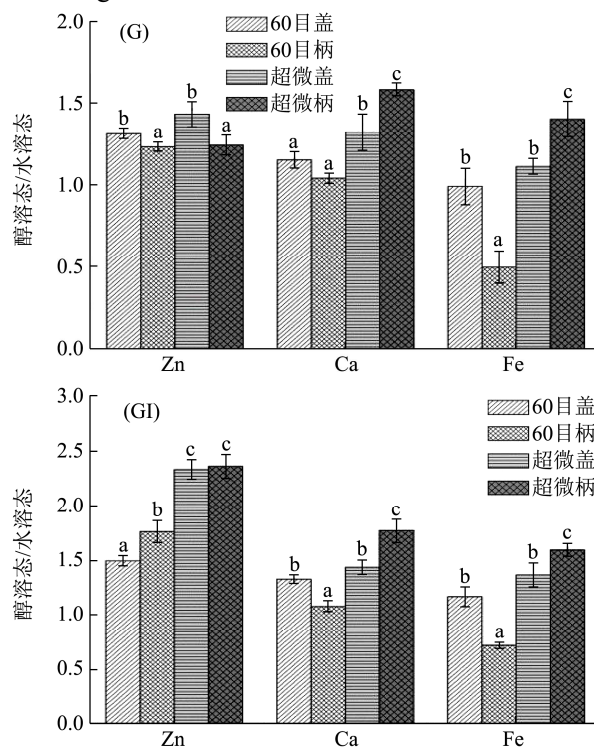 (G)
60目盖
60目柄
超微盖
超微柄
2.0
1.5
1.0
0.5
0.0
醇溶态/水溶态
b a b a
a a b c
b a b c
Zn Ca Fe
(GI)
60目盖
60目柄
超微盖
超微柄
3.0
2.5
2.0
1.5
1.0
0.5
0.0
醇溶态/水溶态
a b c c
b a b c
b a b c
Zn Ca Fe